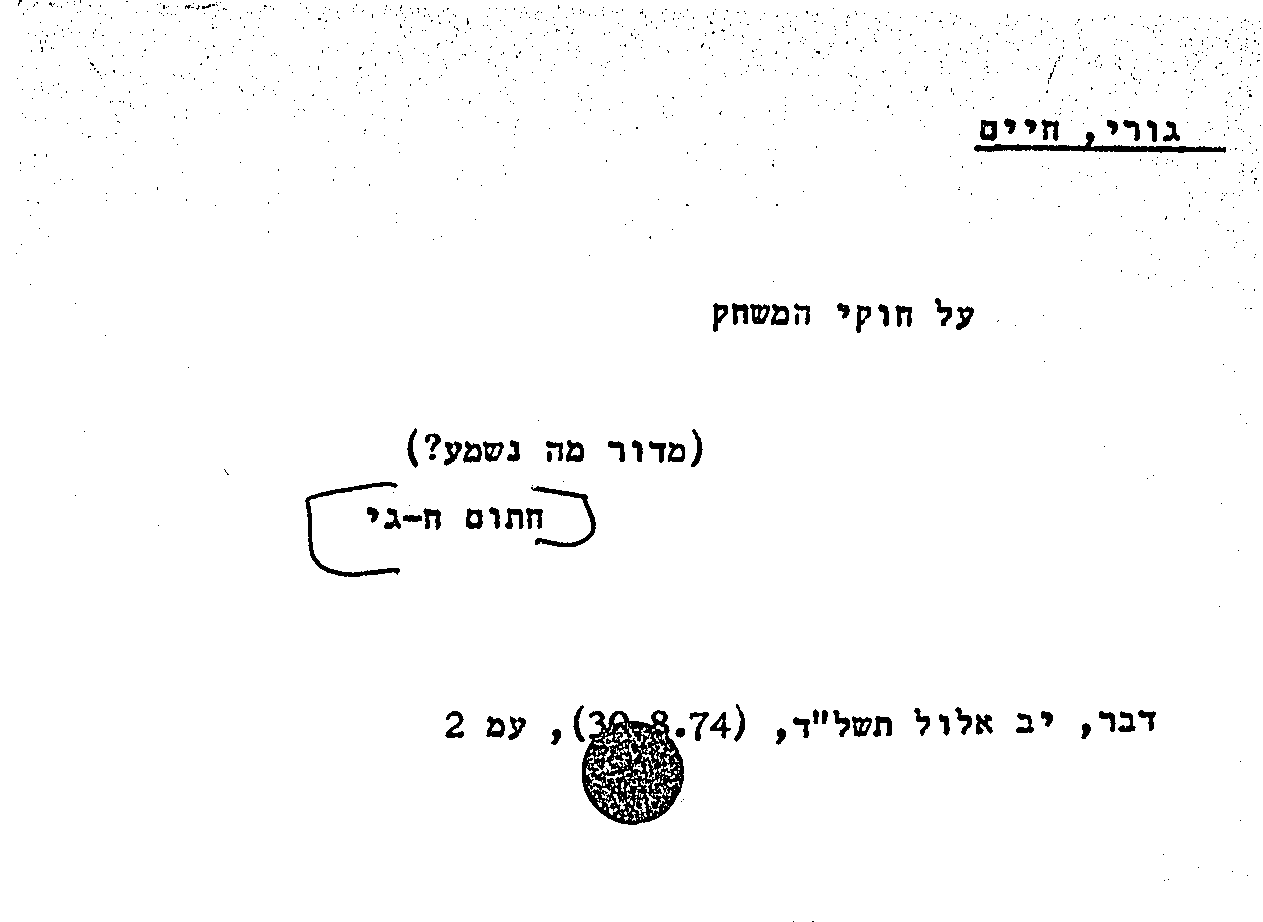 גורי, חיים
על חוקי המשחק
(מדור מה נשמע?)
חתום ח-גי
דבר, יב אלול תשל"ד, (30.8.74), עמ 2